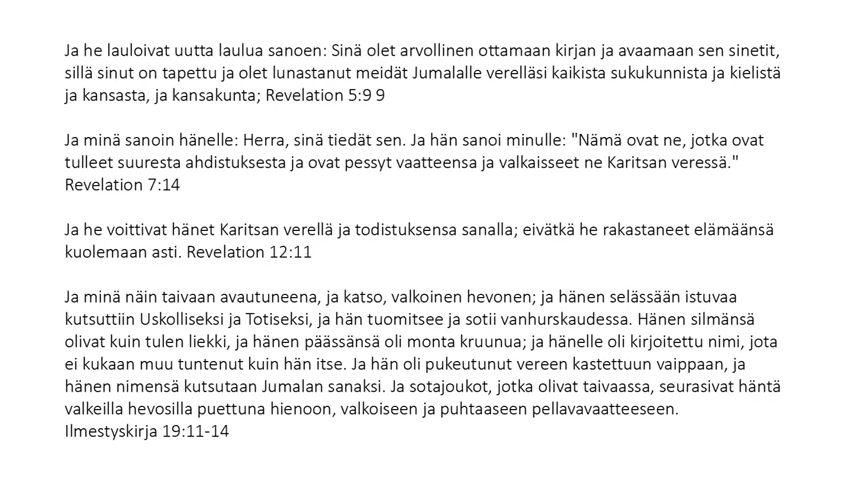 Ja he lauloivat uutta laulua sanoen: Sinä olet arvollinen ottamaan kirjan ja avaamaan sen sinetit,
sillä sinut on tapettu ja olet lunastanut meidät Jumalalle verelläsi kaikista sukukunnista ja kielistä
ja kansasta, ja kansakunta; Revelation 5:9 9
Ja minä sanoin hänelle: Herra, sinä tiedät sen. Ja hän sanoi minulle: "Nämä ovat ne, jotka ovat
tulleet suuresta ahdistuksesta ja ovat pessyt vaatteensa ja valkaisseet ne Karitsan veressä."
Revelation 7:14
Ja he voittivat hänet Karitsan verellä ja todistuksensa sanalla; eivätkä he rakastaneet elämäänsä
kuolemaan asti. Revelation 12:11
Ja minä näin taivaan avautuneena, ja katso, valkoinen hevonen; ja hänen selässään istuvaa
kutsuttiin Uskolliseksi ja Totiseksi, ja hän tuomitsee ja sotii vanhurskaudessa. Hänen silmänsä
olivat kuin tulen liekki, ja hänen päässänsä oli monta kruunua; ja hänelle oli kirjoitettu nimi, jota
ei kukaan muu tuntenut kuin hän itse. Ja hän oli pukeutunut vereen kastettuun vaippaan, ja
hänen nimensä kutsutaan Jumalan sanaksi. Ja sotajoukot, jotka olivat taivaassa, seurasivat häntä
valkeilla hevosilla puettuna hienoon, valkoiseen ja puhtaaseen pellavavaatteeseen.
Ilmestyskirja 19:11-14